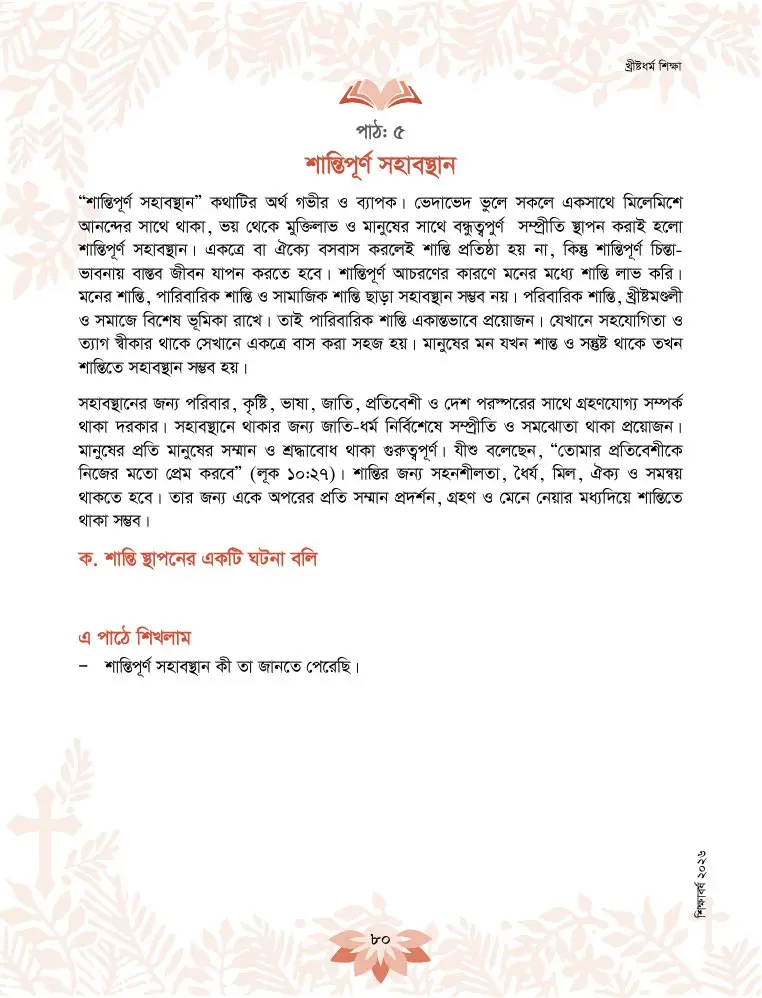 খ্রীষ্টধর্ম শিক্ষা
পাঠ: ৫
শান্তিপূর্ণ সহাবস্থান
“শান্তিপূর্ণ সহাবস্থান” কথাটির অর্থ গভীর ও ব্যাপক। ভেদাভেদ ভুলে সকলে একসাথে মিলেমিশে
আনন্দের সাথে থাকা, ভয় থেকে মুক্তিলাভ ও মানুষের সাথে বন্ধুত্বপুর্ণ সম্প্রীতি স্থাপন করাই হলো
শান্তিপূর্ণ সহাবস্থান। একত্রে বা ঐক্যে বসবাস করলেই শান্তি প্রতিষ্ঠা হয় না, কিন্তু শান্তিপূর্ণ চিন্তা-
ভাবনায় বাস্তব জীবন যাপন করতে হবে। শান্তিপূর্ণ আচরণের কারণে মনের মধ্যে শান্তি লাভ করি।
মনের শান্তি, পারিবারিক শান্তি ও সামাজিক শান্তি ছাড়া সহাবস্থান সম্ভব নয়। পরিবারিক শান্তি, খ্রীষ্টমণ্ডলী
ও সমাজে বিশেষ ভূমিকা রাখে। তাই পারিবারিক শান্তি একান্তভাবে প্রয়োজন। যেখানে সহযোগিতা ও
ত্যাগ স্বীকার থাকে সেখানে একত্রে বাস করা সহজ হয়। মানুষের মন যখন শান্ত ও সন্তুষ্ট থাকে তখন
শান্তিতে সহাবস্থান সম্ভব হয়।
সহাবস্থানের জন্য পরিবার, কৃষ্টি, ভাষা, জাতি, প্রতিবেশী ও দেশ পরস্পরের সাথে গ্রহণযোগ্য সম্পর্ক
থাকা দরকার। সহাবস্থানে থাকার জন্য জাতি-ধর্ম নির্বিশেষে সম্প্রীতি ও সমঝোতা থাকা প্রয়োজন।
মানুষের প্রতি মানুষের সম্মান ও শ্রদ্ধাবোধ থাকা গুরুত্বপূর্ণ। যীশু বলেছেন, “তোমার প্রতিবেশীকে
নিজের মতো প্রেম করবে” (লূক ১০:২৭)। শান্তির জন্য সহনশীলতা, ধৈর্য, মিল, ঐক্য ও সমন্বয়
থাকতে হবে। তার জন্য একে অপরের প্রতি সম্মান প্রদর্শন, গ্রহণ ও মেনে নেয়ার মধ্যদিয়ে শান্তিতে
থাকা সম্ভব।
ক. শান্তি স্থাপনের একটি ঘটনা বলি
এ পাঠে শিখলাম
– শান্তিপূর্ণ সহাবস্থান কী তা জানতে পেরেছি।
শিক্ষাবর্ষ ২০২৬
৮০